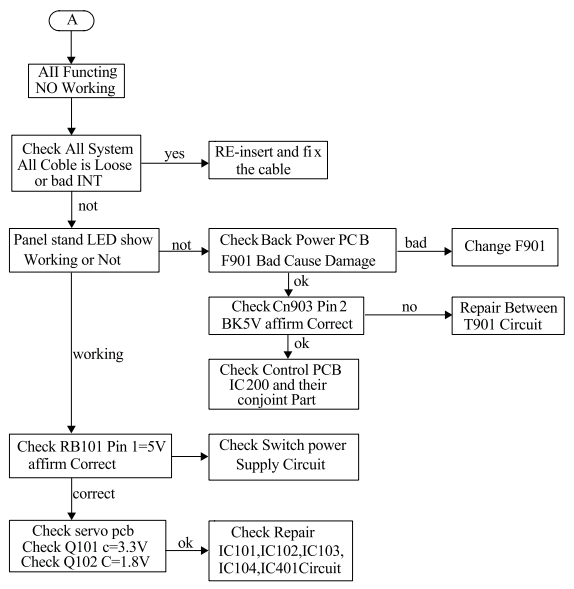 A
All Functing
NO Working
Check All System
All Coble is Loose
or bad INT
yes
RE-insert and fix
the cable
not
Panel stand LED show
Working or Not
not
Check Back Power PCB
F901 Bad Cause Damage
bad
Change F901
ok
Check Cn903 Pin 2
BK5V affirm Correct
no
Repair Between
T901 Circuit
ok
working
Check Control PCB
IC200 and their
conjoint Part
Check RB101 Pin 1=5V
affirm Correct
Check Switch power
Supply Circuit
correct
Check servo pcb
Check Q101 c=3.3V
Check Q102 C=1.8V
ok
Check Repair
IC101,IC102,IC103,
IC104,IC401Circuit